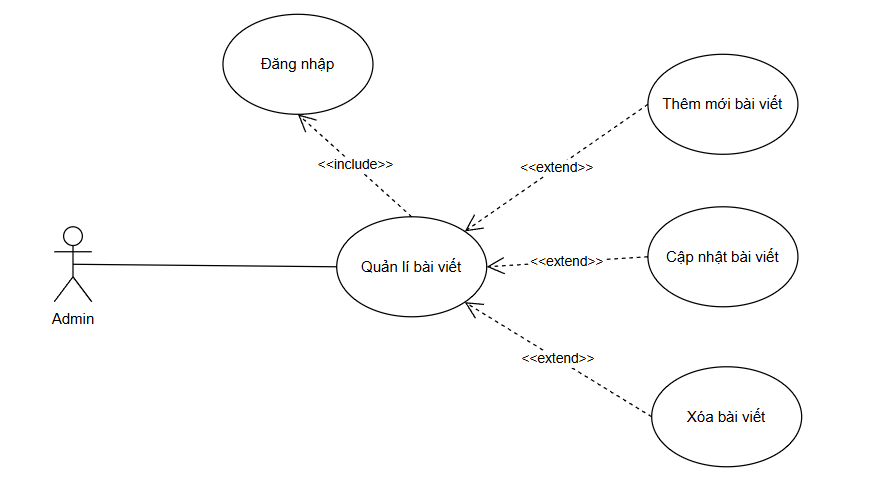 Đăng nhập
Thêm mới bài viết
<<include>>
<<extend>>
Cập nhật bài viết
<<extend>>
Quản lí bài viết
Admin
<<extend>>
Xóa bài viết